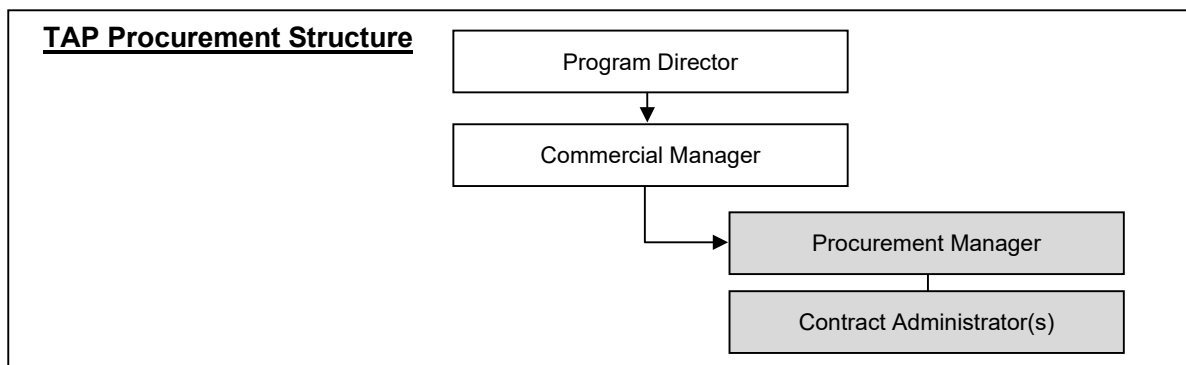 TAP Procurement Structure
Program Director
Commercial Manager
Procurement Manager
Contract Administrator(s)